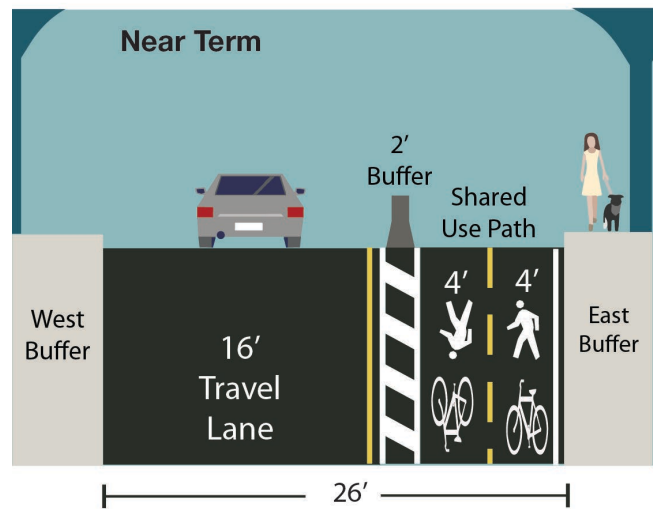 Near Term
2’
Buffer
Shared
Use Path
4’ 4’
West
Buffer
16’
Travel
Lane
East
Buffer
26’